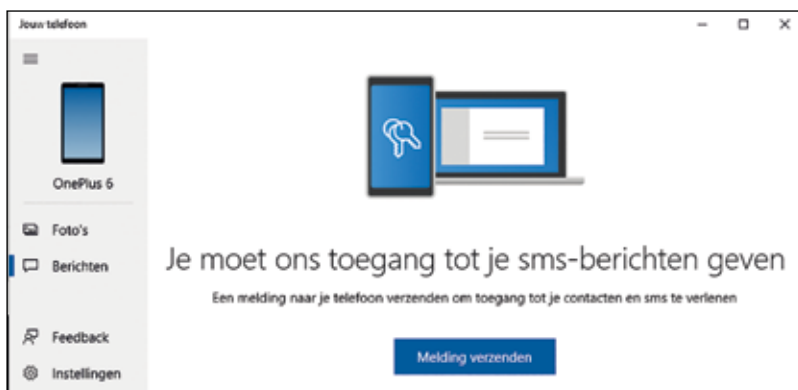 Jouw telefoon
OnePlus 6
Foto's
Berichten
Feedback
Instellingen
Je moet ons toegang tot je sms-berichten geven
Een melding naar je telefoon verzenden om toegang tot je contacten en sms te verlenen
Melding verzenden